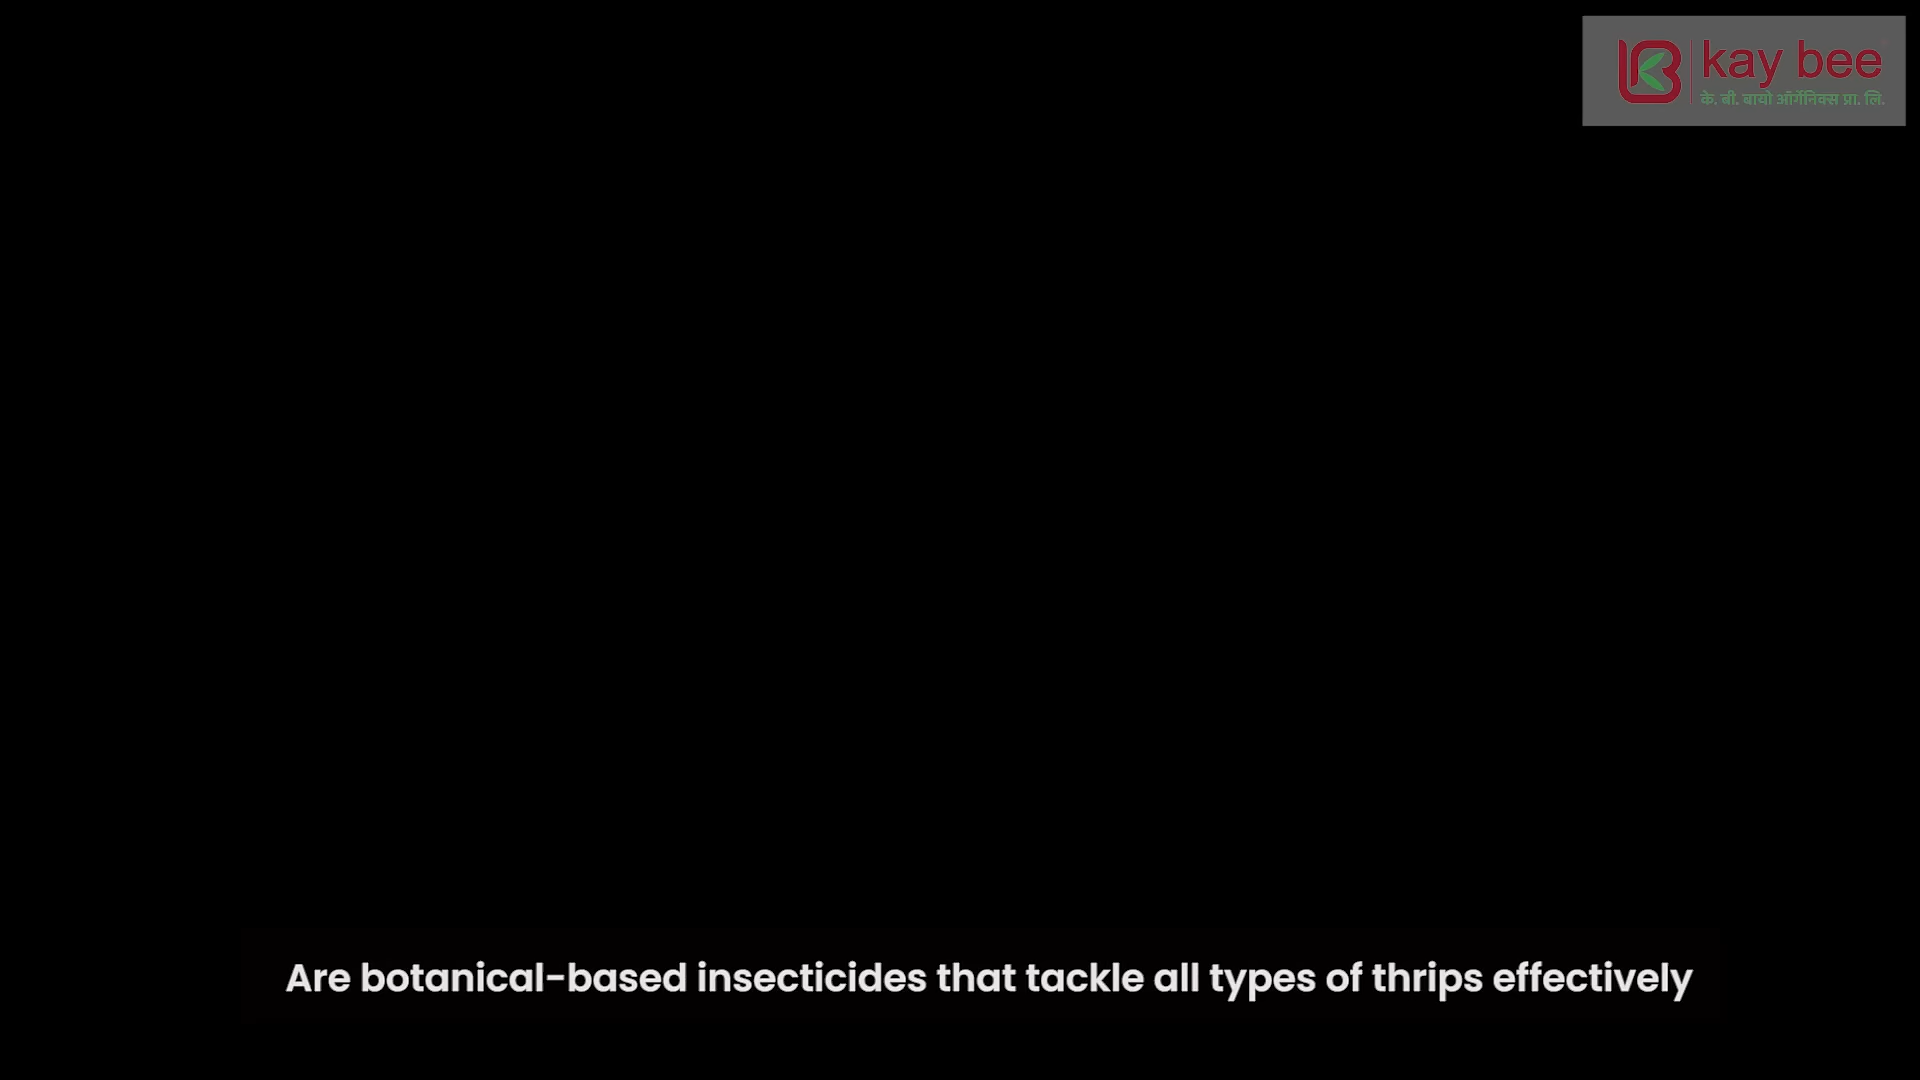 kay bee
के. बी. बायो ऑर्गेनिक्स प्रा. लि.
Are botanical-based insecticides that tackle all types of thrips effectively